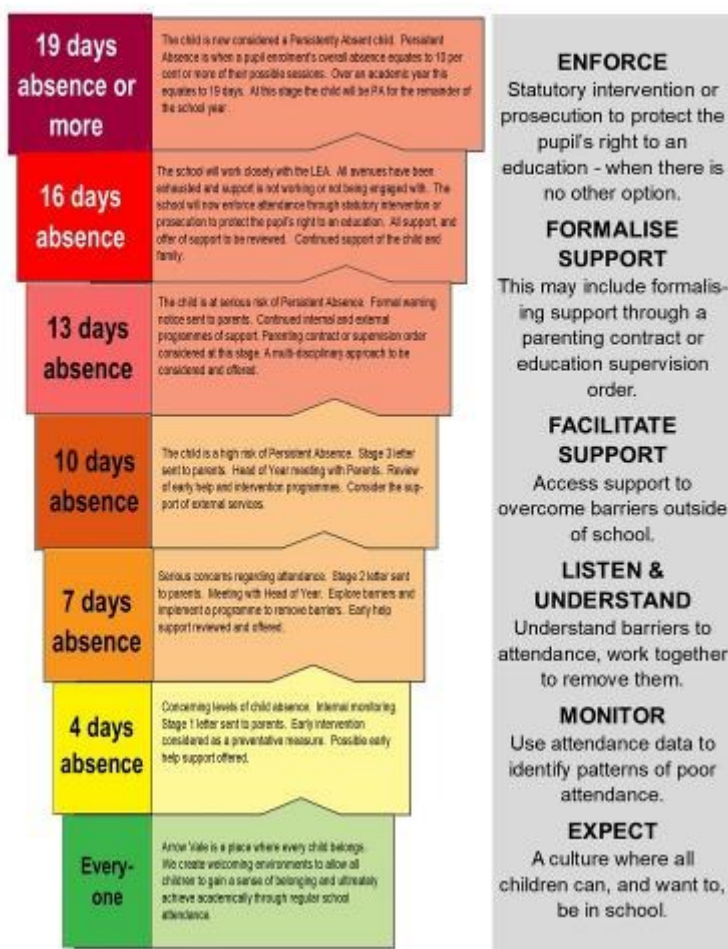 19 days
absence or
more
The child is now considered a Persistently Absent child. Persistent
Absence is when a pupil enrolment's overall absence equates to 10 per
cent or more of their possible sessions. Over an academic year this
equates to 19 days. At this stage the child will be PA for the remainder of
the school year.
16 days
absence
The school will work closely with the LEA. All avenues have been
exhausted and support is not working or not being engaged with. The
school will now enforce attendance through statutory intervention or
prosecution to protect the pupil's right to an education. All support, and
offer of support to be reviewed. Continued support of the child and
family.
13 days
absence
The child is at serious risk of Persistent Absence. Formal warning
notice sent to parents. Continued internal and external
programmes of support. Parenting contract or supervision order
considered at this stage. A multi-disciplinary approach to be
considered and offered.
10 days
absence
The child is a high risk of Persistent Absence. Stage 3 letter
sent to parents. Head of Year meeting with Parents. Review
of early help and intervention programmes. Consider the sup-
port of external services.
7 days
absence
Serious concerns regarding attendance. Stage 2 letter sent
to parents. Meeting with Head of Year. Explore barriers and
implement a programme to remove barriers. Early help
support reviewed and offered.
4 days
absence
Concerning levels of child absence. Internal monitoring.
Stage 1 letter sent to parents. Early intervention
considered as a preventative measure. Possible early
help support offered.
Every-
one
Arrow Vale is a place where every child belongs.
We create welcoming environments to allow all
children to gain a sense of belonging and ultimately
achieve academically through regular school
attendance.
ENFORCE
Statutory intervention or
prosecution to protect the
pupil's right to an
education - when there is
no other option.
FORMALISE
SUPPORT
This may include formalis-
ing support through a
parenting contract or
education supervision
order.
FACILITATE
SUPPORT
Access support to
overcome barriers outside
of school.
LISTEN &
UNDERSTAND
Understand barriers to
attendance, work together
to remove them.
MONITOR
Use attendance data to
identify patterns of poor
attendance.
EXPECT
A culture where all
children can, and want to,
be in school.